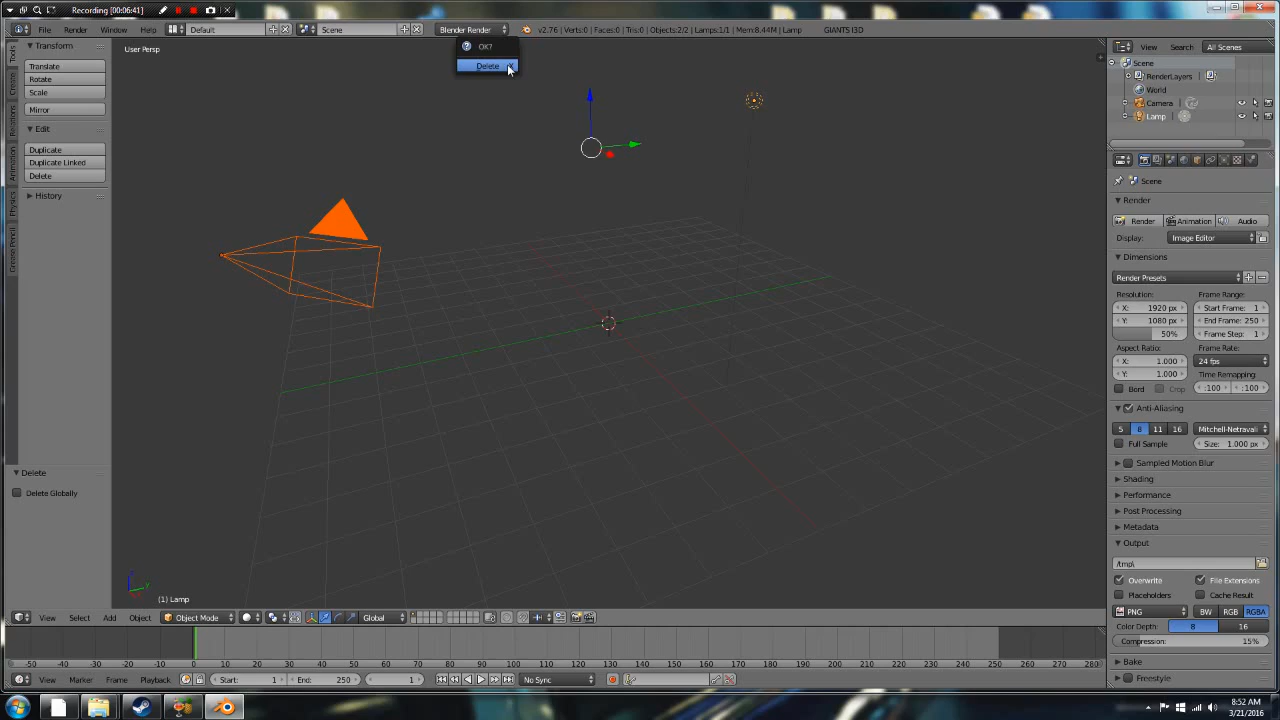 Recording [00:06:41]
File Render Window Help Default Scene Blender Render v2.76 | Verts:0 | Faces:0 | Tris:0 | Objects:2/2 | Lamps:1/1 | Mem:8.44M | Lamp GIANTS I3D
OK?
Delete X
User Persp
Transform
Translate
Rotate
Scale
Mirror
Edit
Duplicate
Duplicate Linked
Delete
History
Tools
Creation
Relations
Animation
Physics
Grease Pencil
Delete
Delete Globally
(1) Lamp
View Search All Scenes
Scene
RenderLayers
World
Camera
Lamp
Scene
Render
Render Animation Audio
Display: Image Editor
Dimensions
Render Presets
Resolution: Frame Range:
X: 1920 px Start Frame: 1
Y: 1080 px End Frame: 250
50% Frame Step: 1
Aspect Ratio: Frame Rate:
X: 1.000 24 fps
Y: 1.000 Time Remapping:
Bord Crop :100 :100
Anti-Aliasing
5 8 11 16 Mitchell-Netravali
Full Sample Size: 1.000 px
Sampled Motion Blur
Shading
Performance
Post Processing
Metadata
Output
/tmp\
Overwrite File Extensions
Placeholders Cache Result
PNG BW RGB RGBA
Color Depth: 8 16
Compression: 15%
Bake
Freestyle
View Select Add Object Object Mode Global
-50 -40 -30 -20 -10 0 10 20 30 40 50 60 70 80 90 100 110 120 130 140 150 160 170 180 190 200 210 220 230 240 250 260 270 280
View Marker Frame Playback Start: 1 End: 250 1 No Sync
8:52 AM
3/21/2016